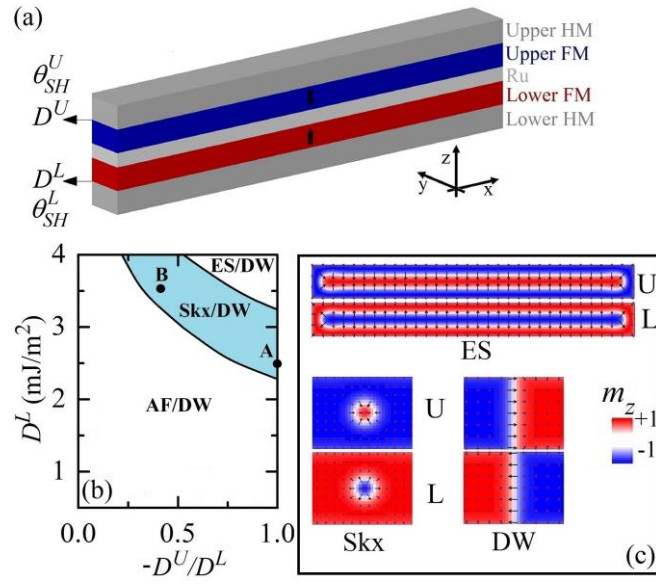 (a)
Upper HM
Upper FM
Ru
Lower FM
Lower HM
θ_SH^U
D^U
D^L
θ_SH^L
z
y
x
4
3
2
1
D^L (mJ/m²)
B
ES/DW
Skx/DW
A
AF/DW
(b)
0.0
0.5
1.0
-D^U/D^L
U
L
ES
U
L
Skx
DW
m_z
+1
-1
(c)